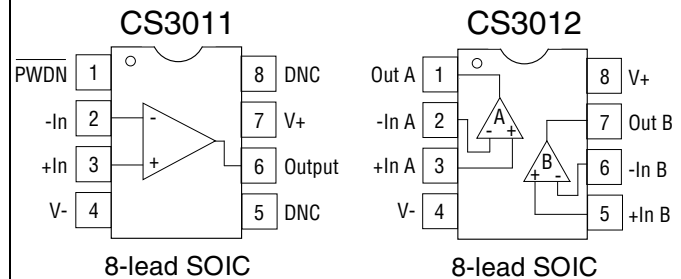 CS3011
PWDN 1
-In 2
+In 3
V- 4
8 DNC
7 V+
6 Output
5 DNC
-
+
8-lead SOIC
CS3012
Out A 1
-In A 2
+In A 3
V- 4
8 V+
7 Out B
6 -In B
5 +In B
A
- +
B
+ -
8-lead SOIC